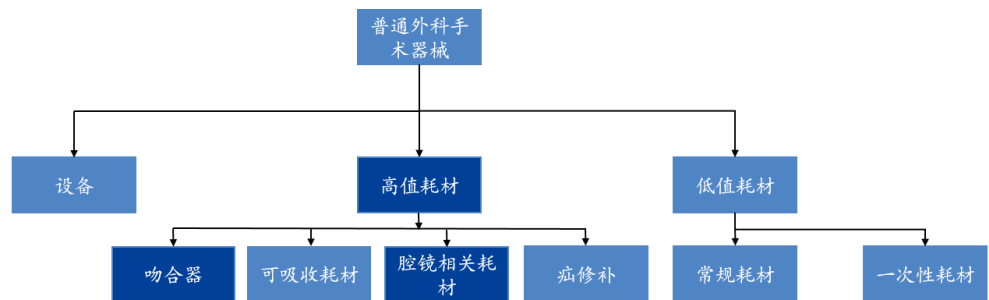 普通外科手
术器械
设备
高值耗材
低值耗材
吻合器
可吸收耗材
腔镜相关耗
材
疝修补
常规耗材
一次性耗材